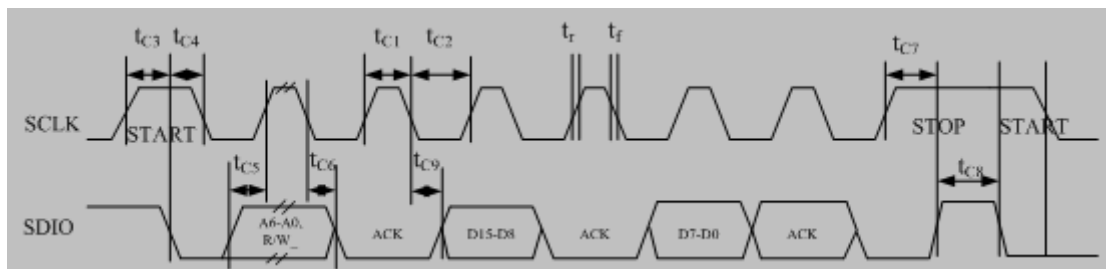 tC3 tC4 tC1 tC2 tr tf tC7
SCLK START STOP START
tC5 tC6 tC9 tC8
SDIO A6-A0, R/W_ ACK D15-D8 ACK D7-D0 ACK